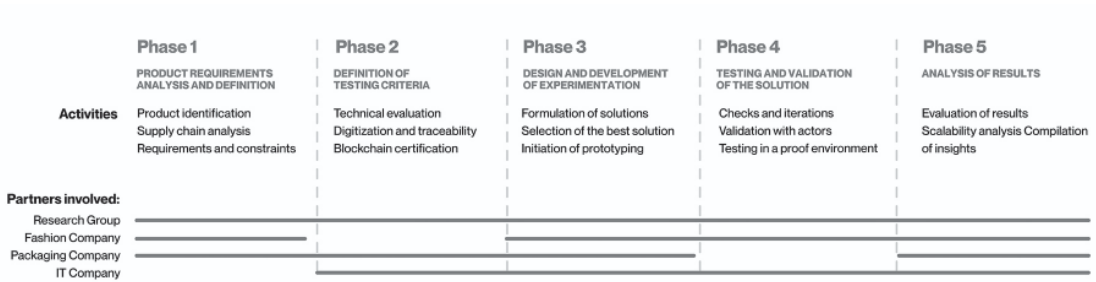 Phase 1
Phase 2
Phase 3
Phase 4
Phase 5
PRODUCT REQUIREMENTS
ANALYSIS AND DEFINITION
DEFINITION OF
TESTING CRITERIA
DESIGN AND DEVELOPMENT
OF EXPERIMENTATION
TESTING AND VALIDATION
OF THE SOLUTION
ANALYSIS OF RESULTS
Activities
Product identification
Supply chain analysis
Requirements and constraints
Technical evaluation
Digitization and traceability
Blockchain certification
Formulation of solutions
Selection of the best solution
Initiation of prototyping
Checks and iterations
Validation with actors
Testing in a proof environment
Evaluation of results
Scalability analysis Compilation
of insights
Partners involved:
Research Group
Fashion Company
Packaging Company
IT Company